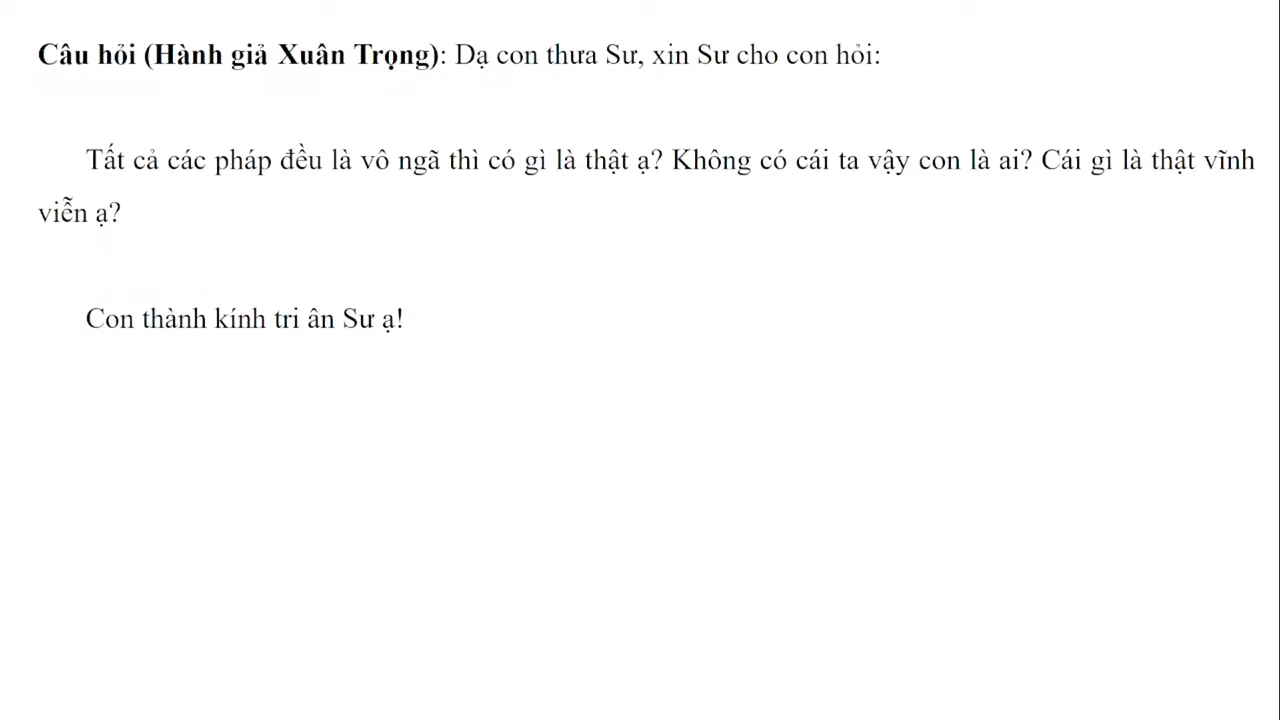 Câu hỏi (Hành giả Xuân Trọng): Dạ con thưa Sư, xin Sư cho con hỏi:
Tất cả các pháp đều là vô ngã thì có gì là thật ạ? Không có cái ta vậy con là ai? Cái gì là thật vĩnh
viễn ạ?
Con thành kính tri ân Sư ạ!